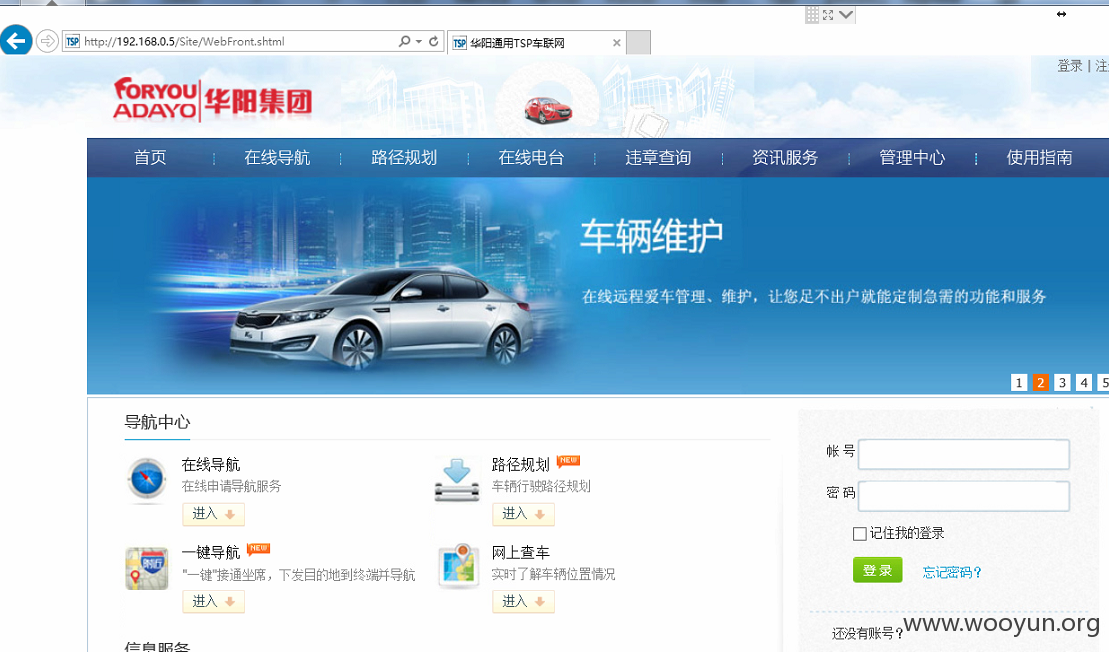 TSP http://192.168.0.5/Site/WebFront.shtml
TSP 华阳通用TSP车联网
登录 | 注
FORYOU
ADAYO 华阳集团
首页 在线导航 路径规划 在线电台 违章查询 资讯服务 管理中心 使用指南
车辆维护
在线远程爱车管理、维护，让您足不出户就能定制急需的功能和服务
1 2 3 4 5
导航中心
在线导航
在线申请导航服务
进入
路径规划 NEW
车辆行驶路径规划
进入
一键导航 NEW
"一键"接通坐席，下发目的地到终端并导航
进入
网上查车
实时了解车辆位置情况
进入
信息服务
帐 号
密 码
记住我的登录
登 录 忘记密码?
还没有账号?
www.wooyun.org